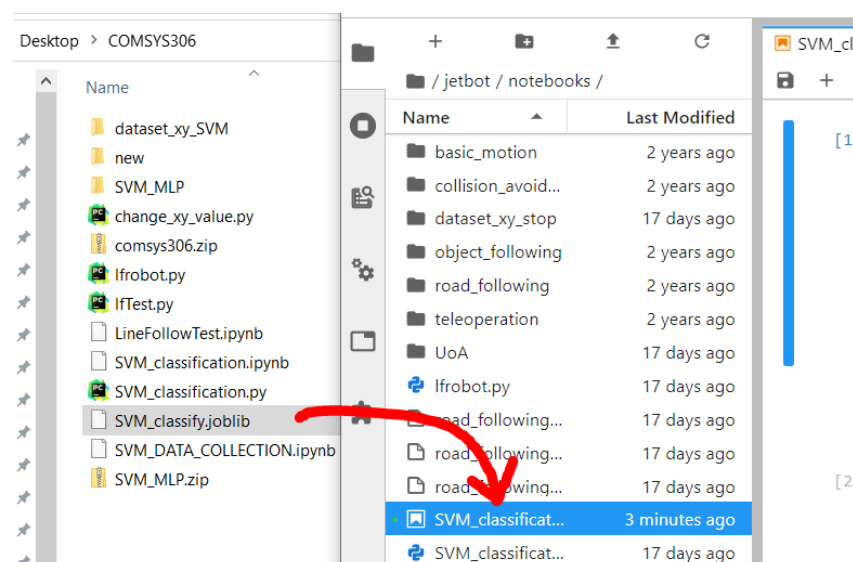 Desktop > COMSYS306
Name
dataset_xy_SVM
new
SVM_MLP
change_xy_value.py
comsys306.zip
lfrobot.py
lfTest.py
LineFollowTest.ipynb
SVM_classification.ipynb
SVM_classification.py
SVM_classify.joblib
SVM_DATA_COLLECTION.ipynb
SVM_MLP.zip
/ jetbot / notebooks /
Name Last Modified
basic_motion 2 years ago
collision_avoid... 2 years ago
dataset_xy_stop 17 days ago
object_following 2 years ago
road_following 2 years ago
teleoperation 2 years ago
UoA 17 days ago
lfrobot.py 17 days ago
road_following... 17 days ago
road_following... 17 days ago
road_following... 17 days ago
SVM_classificat... 3 minutes ago
SVM_classificat... 17 days ago
SVM_cl
[1
[2